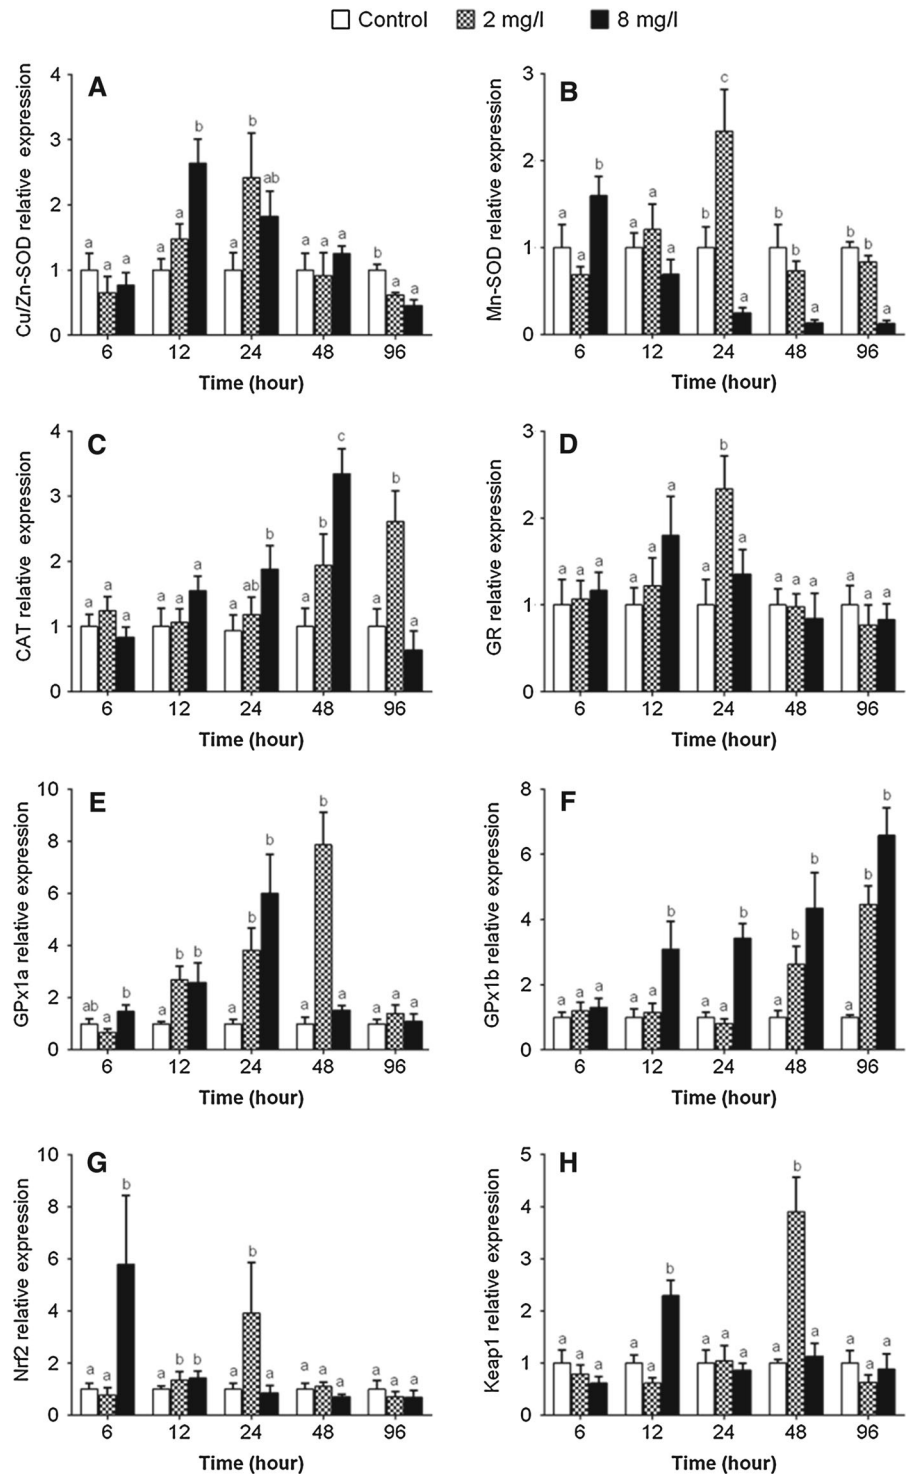 Control 2 mg/l 8 mg/l
A
Cu/Zn-SOD relative expression
4
3
2
1
0
a a a a a b a b ab a a a b a a
6 12 24 48 96
Time (hour)
B
Mn-SOD relative expression
3
2
1
0
a a b a a a b c a b b a b b a
6 12 24 48 96
Time (hour)
C
CAT relative expression
4
3
2
1
0
a a a a a a a ab b a b c a b a
6 12 24 48 96
Time (hour)
D
GR relative expression
3
2
1
0
a a a a a a a b a a a a a a a
6 12 24 48 96
Time (hour)
E
GPx1a relative expression
10
8
6
4
2
0
ab a b a b b a b b a b a a a a
6 12 24 48 96
Time (hour)
F
GPx1b relative expression
8
6
4
2
0
a a a a a b a a b a b b a b b
6 12 24 48 96
Time (hour)
G
Nrf2 relative expression
10
8
6
4
2
0
a a b a b b a b a a a a a a a
6 12 24 48 96
Time (hour)
H
Keap1 relative expression
5
4
3
2
1
0
a a a a a b a a a a b a a a a
6 12 24 48 96
Time (hour)